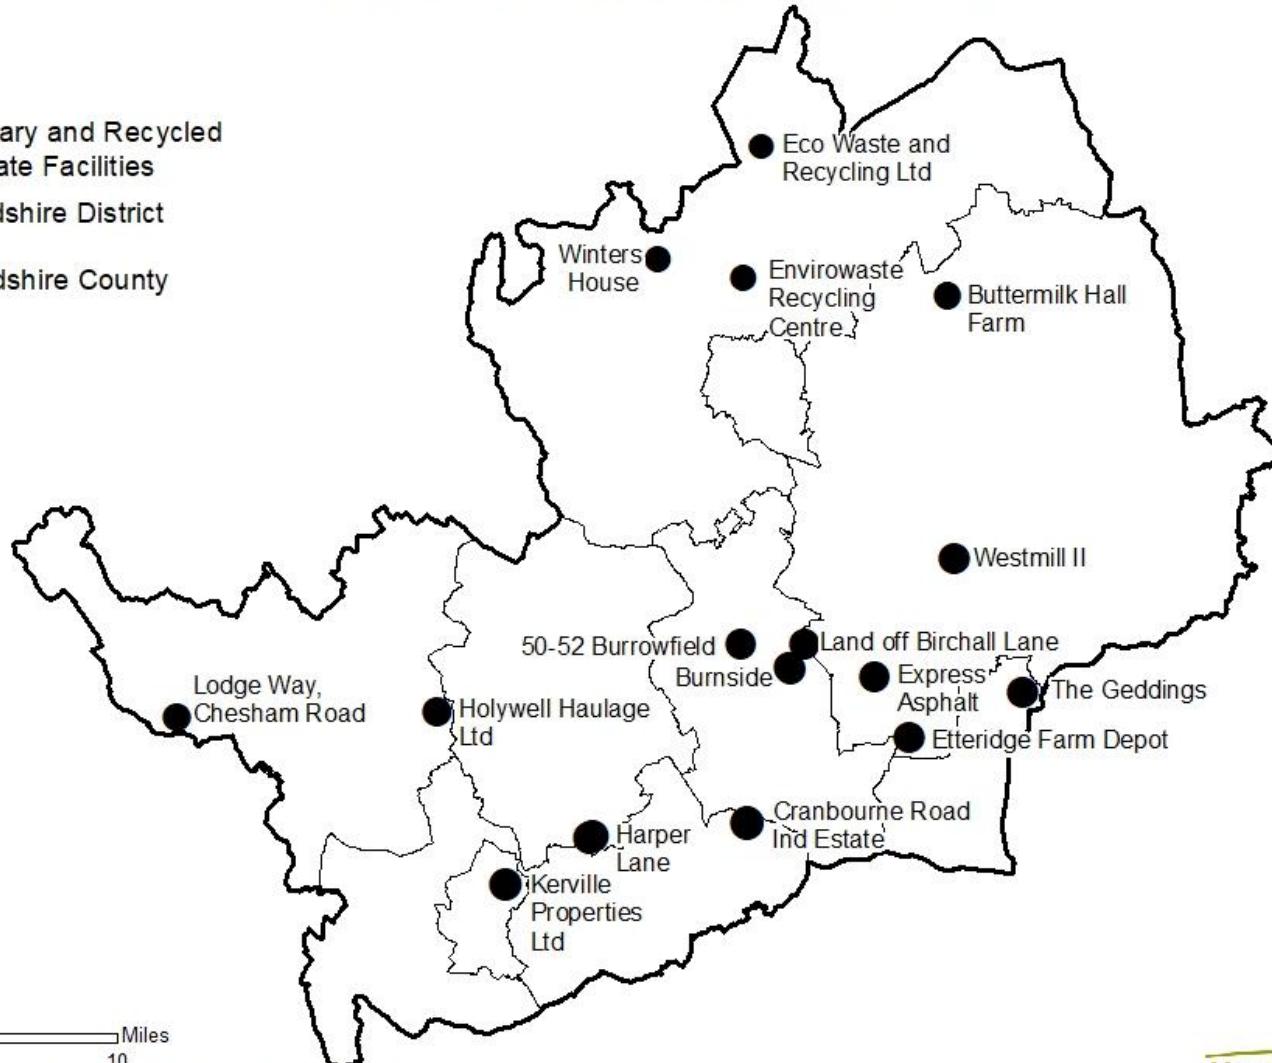 ary and Recycled
ate Facilities
dshire District
dshire County
Eco Waste and
Recycling Ltd
Winters
House
Envirowaste
Recycling
Centre
Buttermilk Hall
Farm
Westmill II
50-52 Burrowfield
Land off Birchall Lane
Burnside
Express
Asphalt
The Geddings
Lodge Way,
Chesham Road
Holywell Haulage
Ltd
Etteridge Farm Depot
Cranbourne Road
Ind Estate
Harper
Lane
Kerville
Properties
Ltd
Miles
10